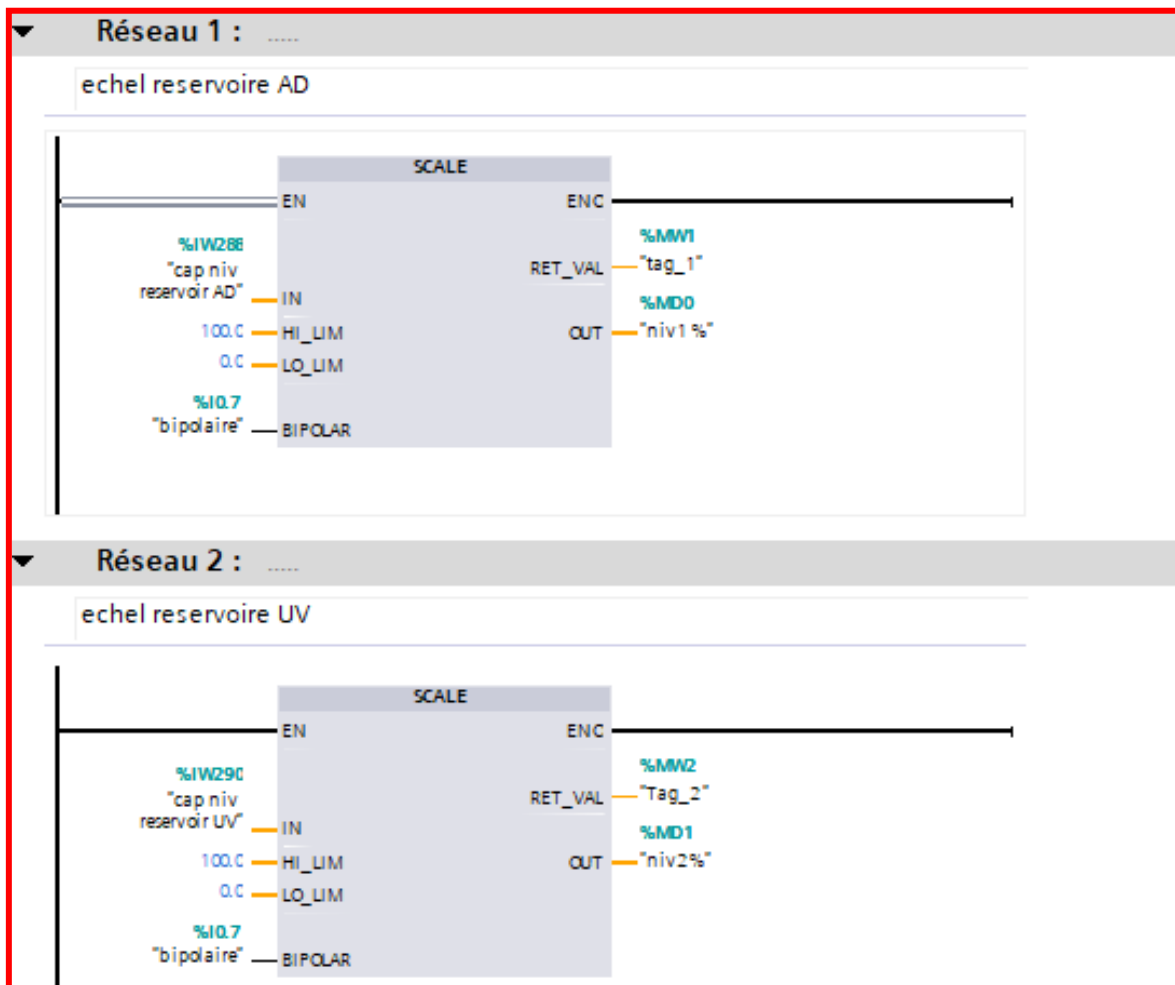 Réseau 1 : .....
echel reservoire AD
SCALE
EN ENO
%IW288
"cap niv
reservoir AD" IN
%MW1
RET_VAL "tag_1"
%MD0
100.0 HI_LIM OUT "niv1 %"
0.0 LO_LIM
%I0.7
"bipolaire" BIPOLAR
Réseau 2 : .....
echel reservoire UV
SCALE
EN ENO
%IW290
"cap niv
reservoir UV" IN
%MW2
RET_VAL "Tag_2"
%MD1
100.0 HI_LIM OUT "niv2%"
0.0 LO_LIM
%I0.7
"bipolaire" BIPOLAR